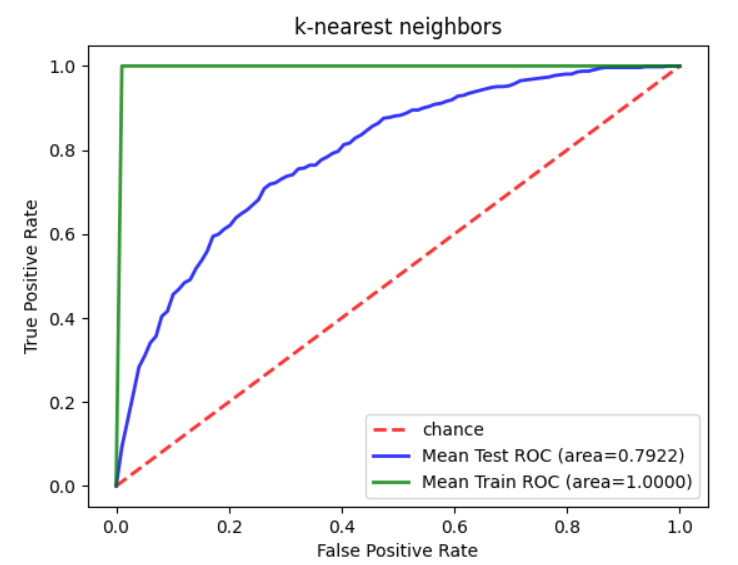 k-nearest neighbors
True Positive Rate
1.0
0.8
0.6
0.4
0.2
0.0
chance
Mean Test ROC (area=0.7922)
Mean Train ROC (area=1.0000)
0.0 0.2 0.4 0.6 0.8 1.0
False Positive Rate